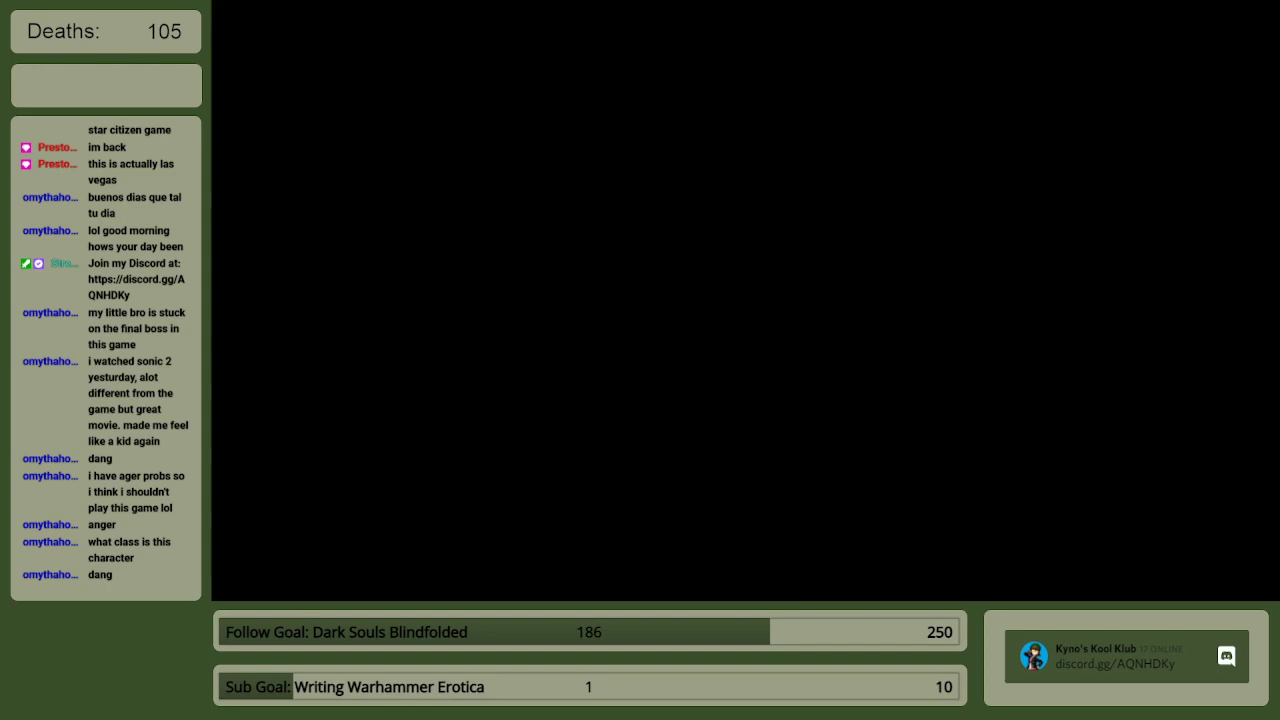 Deaths: 105
star citizen game
Presto... im back
Presto... this is actually las
vegas
omythaho... buenos dias que tal
tu dia
omythaho... lol good morning
hows your day been
Stre... Join my Discord at:
https://discord.gg/A
QNHDKy
omythaho... my little bro is stuck
on the final boss in
this game
omythaho... i watched sonic 2
yesturday, alot
different from the
game but great
movie. made me feel
like a kid again
omythaho... dang
omythaho... i have ager probs so
i think i shouldn't
play this game lol
omythaho... anger
omythaho... what class is this
character
omythaho... dang
Follow Goal: Dark Souls Blindfolded 186 250
Sub Goal: Writing Warhammer Erotica 1 10
Kyno's Kool Klub 17 ONLINE
discord.gg/AQNHDKy